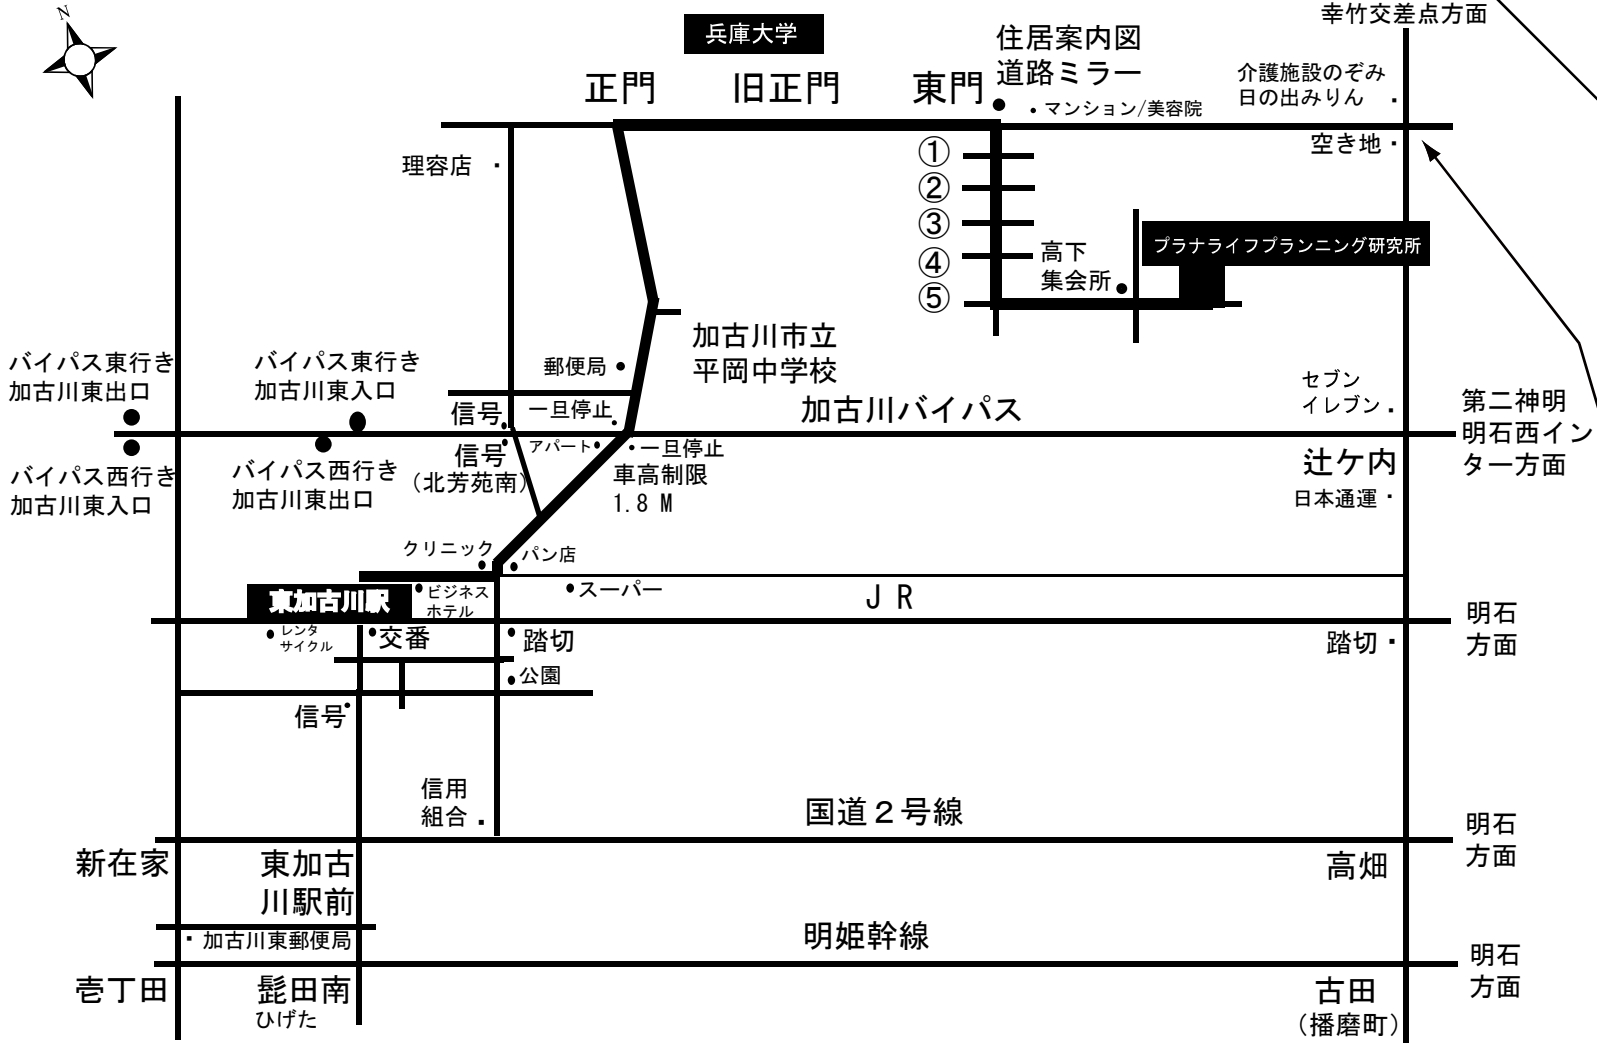 N
兵庫大学
幸竹交差点方面
住居案内図
道路ミラー
正門
旧正門
東門
・マンション/美容院
介護施設のぞみ
日の出みりん
空き地
理容店
①
②
③
④
⑤
高下
集会所
プラナライフプランニング研究所
加古川市立
平岡中学校
郵便局
バイパス東行き
加古川東出口
バイパス東行き
加古川東入口
信号
一旦停止
加古川バイパス
セブン
イレブン
第二神明
明石西イン
ター方面
バイパス西行き
加古川東入口
バイパス西行き
加古川東出口
信号
(北芳苑南)
アパート
・一旦停止
車高制限
1.8 M
辻ケ内
日本通運
クリニック
パン店
東加古川駅
ビジネス
ホテル
スーパー
ＪＲ
明石
方面
レンタ
サイクル
交番
踏切
踏切
公園
信号
信用
組合
国道２号線
明石
方面
新在家
東加古
川駅前
高畑
加古川東郵便局
明姫幹線
明石
方面
壱丁田
髭田南
ひげた
古田
(播磨町)